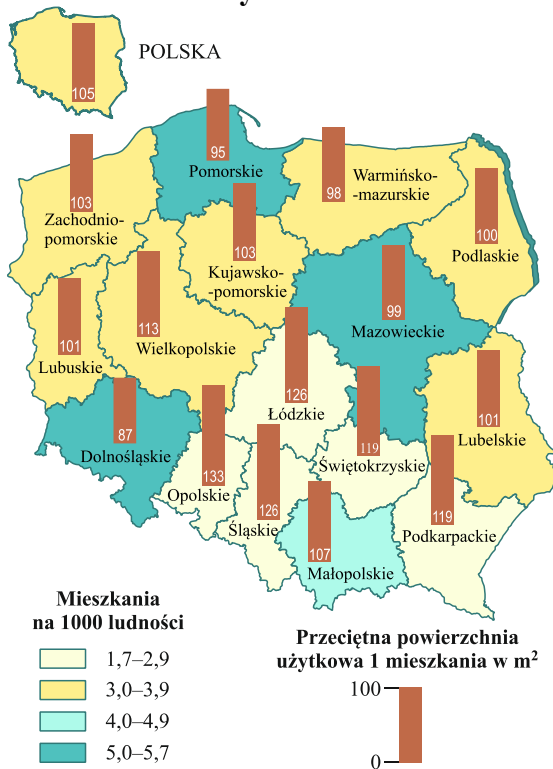 POLSKA
105
95
Pomorskie
103
Zachodnio-
pomorskie
98
Warmińsko-
mazurskie
100
Podlaskie
103
Kujawsko-
-pomorskie
99
Mazowieckie
101
Lubuskie
113
Wielkopolskie
126
Łódzkie
101
Lubelskie
87
Dolnośląskie
133
Opolskie
126
Śląskie
119
Świętokrzyskie
119
Podkarpackie
107
Małopolskie
Mieszkania
na 1000 ludności
1,7–2,9
3,0–3,9
4,0–4,9
5,0–5,7
Przeciętna powierzchnia
użytkowa 1 mieszkania w m²
100
0